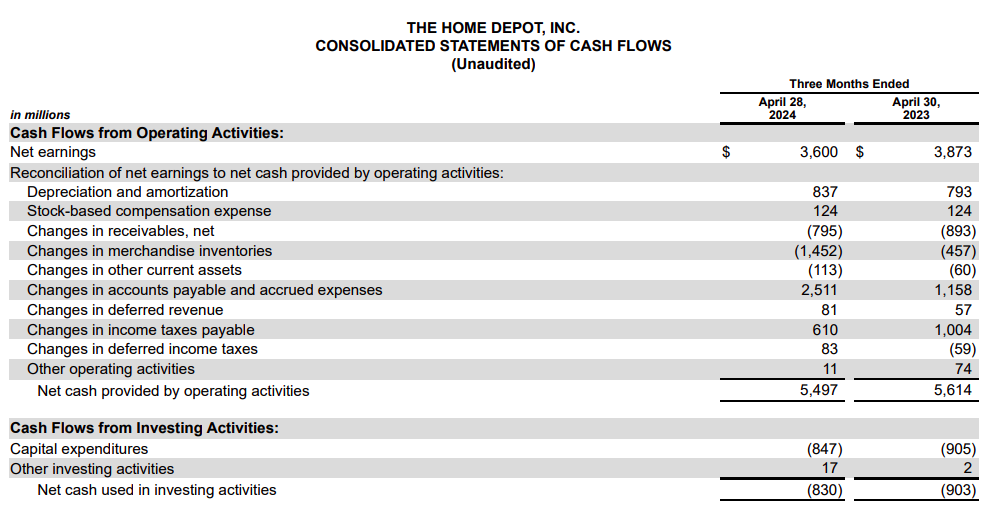 THE HOME DEPOT, INC.
CONSOLIDATED STATEMENTS OF CASH FLOWS
(Unaudited)
Three Months Ended
in millions April 28, 2024 April 30, 2023
Cash Flows from Operating Activities:
Net earnings $ 3,600 $ 3,873
Reconciliation of net earnings to net cash provided by operating activities:
Depreciation and amortization 837 793
Stock-based compensation expense 124 124
Changes in receivables, net (795) (893)
Changes in merchandise inventories (1,452) (457)
Changes in other current assets (113) (60)
Changes in accounts payable and accrued expenses 2,511 1,158
Changes in deferred revenue 81 57
Changes in income taxes payable 610 1,004
Changes in deferred income taxes 83 (59)
Other operating activities 11 74
Net cash provided by operating activities 5,497 5,614
Cash Flows from Investing Activities:
Capital expenditures (847) (905)
Other investing activities 17 2
Net cash used in investing activities (830) (903)